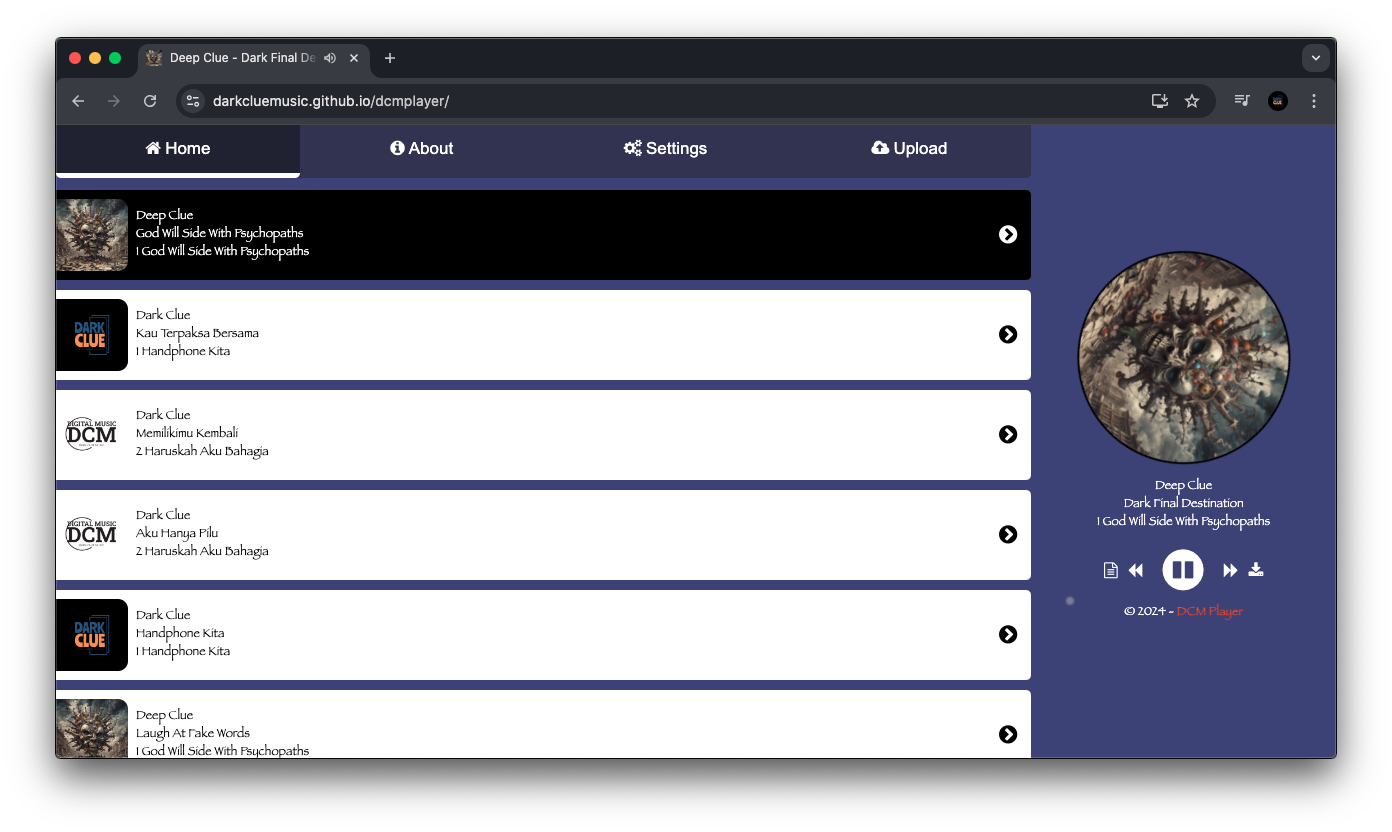 Deep Clue - Dark Final De
darkcluemusic.github.io/dcmplayer/
Home
About
Settings
Upload
Deep Clue
God Will Side With Psychopaths
1 God Will Side With Psychopaths
DARK
CLUE
Dark Clue
Kau Terpaksa Bersama
1 Handphone Kita
DIGITAL MUSIC
DCM
Dark Clue
Memilikimu Kembali
2 Haruskah Aku Bahagia
DIGITAL MUSIC
DCM
Dark Clue
Aku Hanya Pilu
2 Haruskah Aku Bahagia
DARK
CLUE
Dark Clue
Handphone Kita
1 Handphone Kita
Deep Clue
Laugh At Fake Words
1 God Will Side With Psychopaths
Deep Clue
Dark Final Destination
1 God Will Side With Psychopaths
© 2024 - DCM Player